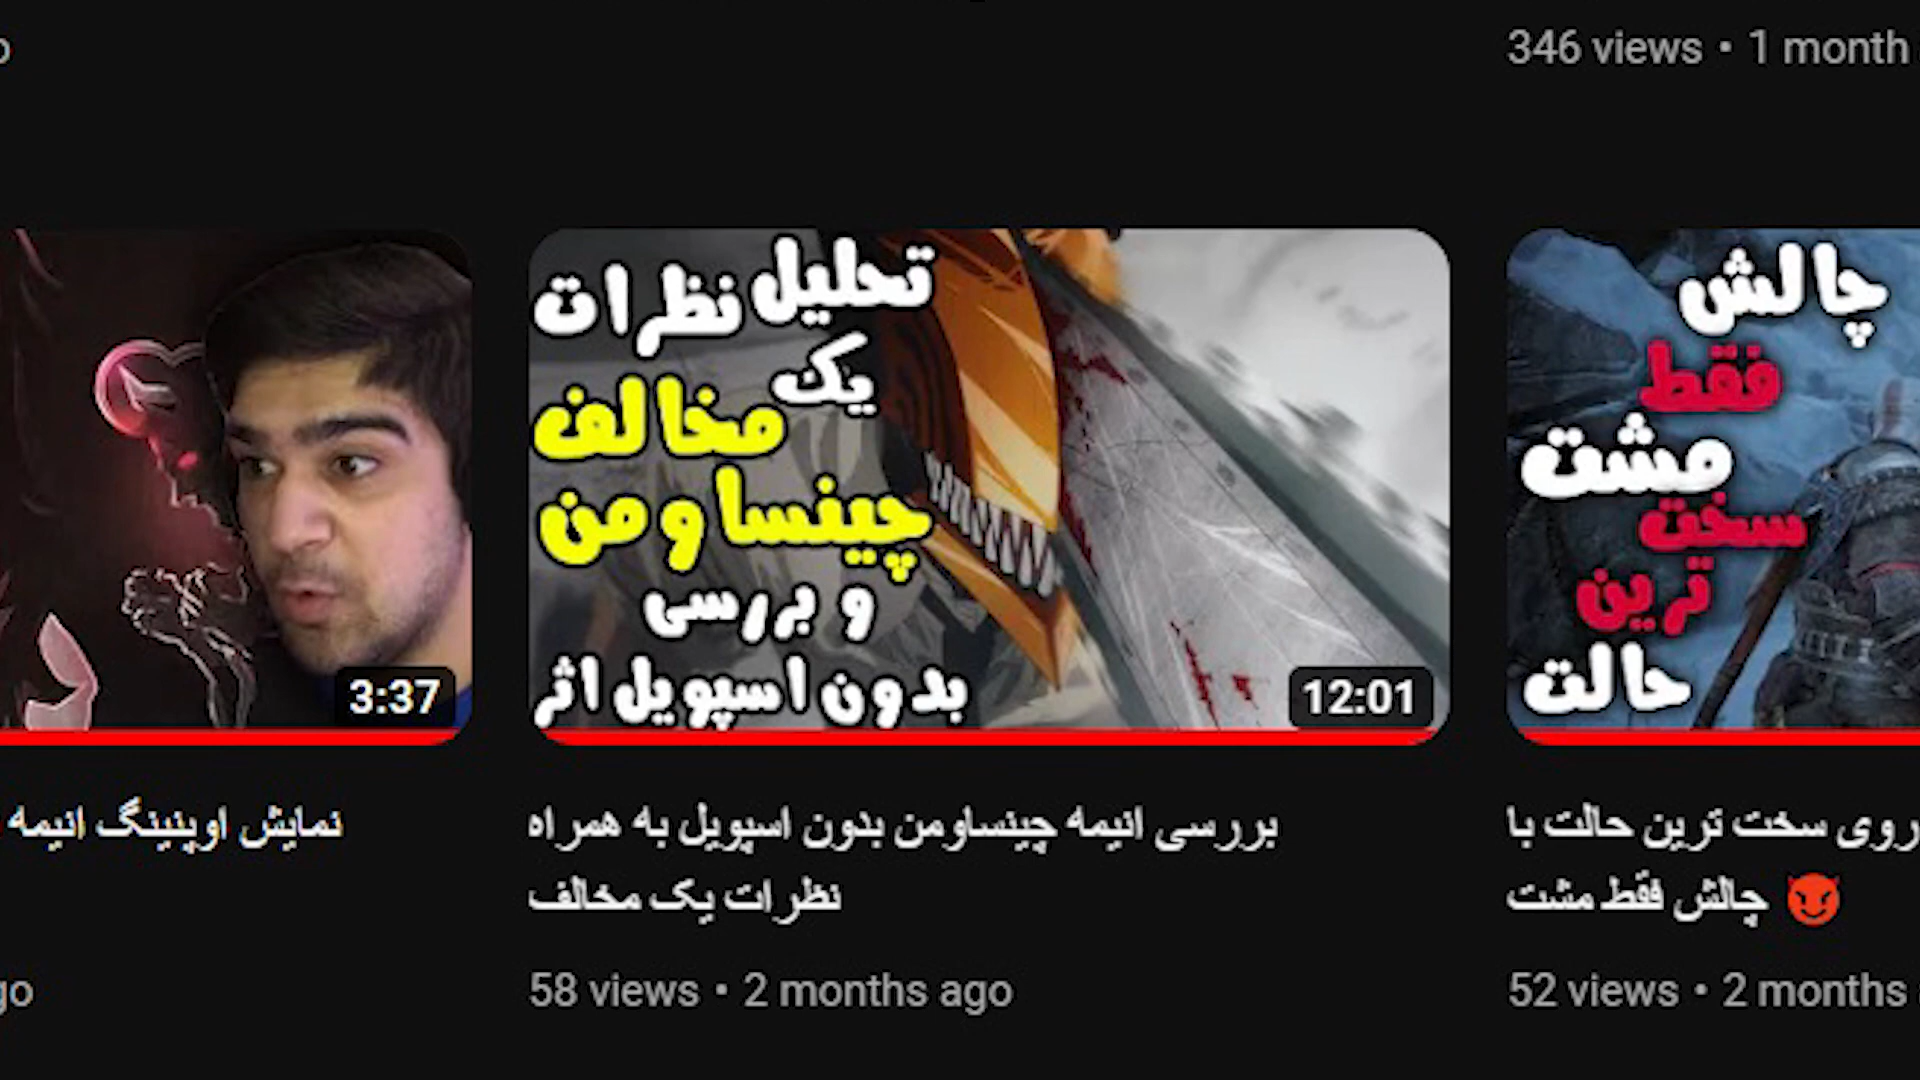 346 views • 1 month
تحلیل نظرات
یک
مخالف
چینساومن
و بررسی
بدون اسپویل اثر
12:01
بررسی انیمه چینساومن بدون اسپویل به همراه
نظرات یک مخالف
58 views • 2 months ago
3:37
نمایش اوپنینگ انیمه
go
چالش
فقط
مشت
سخت
ترین
حالت
روی سخت ترین حالت با
چالش فقط مشت 😈
52 views • 2 months